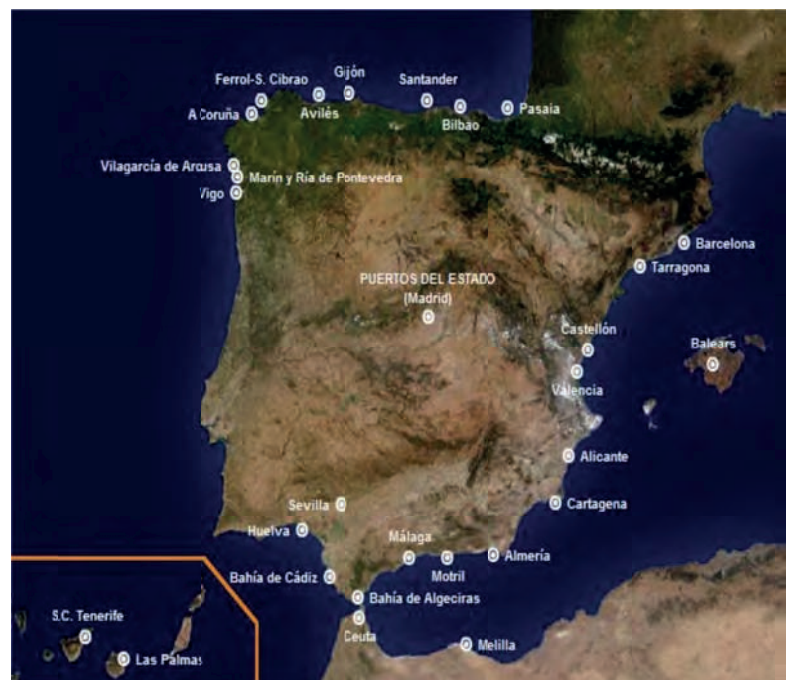 Gijón
Ferrol-S. Cibrao
Santander
Avilés
Bilbao
Pasaia
A Coruña
Vilagarcía de Arousa
Marín y Ría de Pontevedra
Vigo
Barcelona
Tarragona
PUERTOS DEL ESTADO
(Madrid)
Castellón
Balears
Valencia
Alicante
Sevilla
Cartagena
Huelva
Málaga
Almería
Motril
Bahía de Cádiz
Bahía de Algeciras
S.C. Tenerife
Ceuta
Melilla
Las Palmas